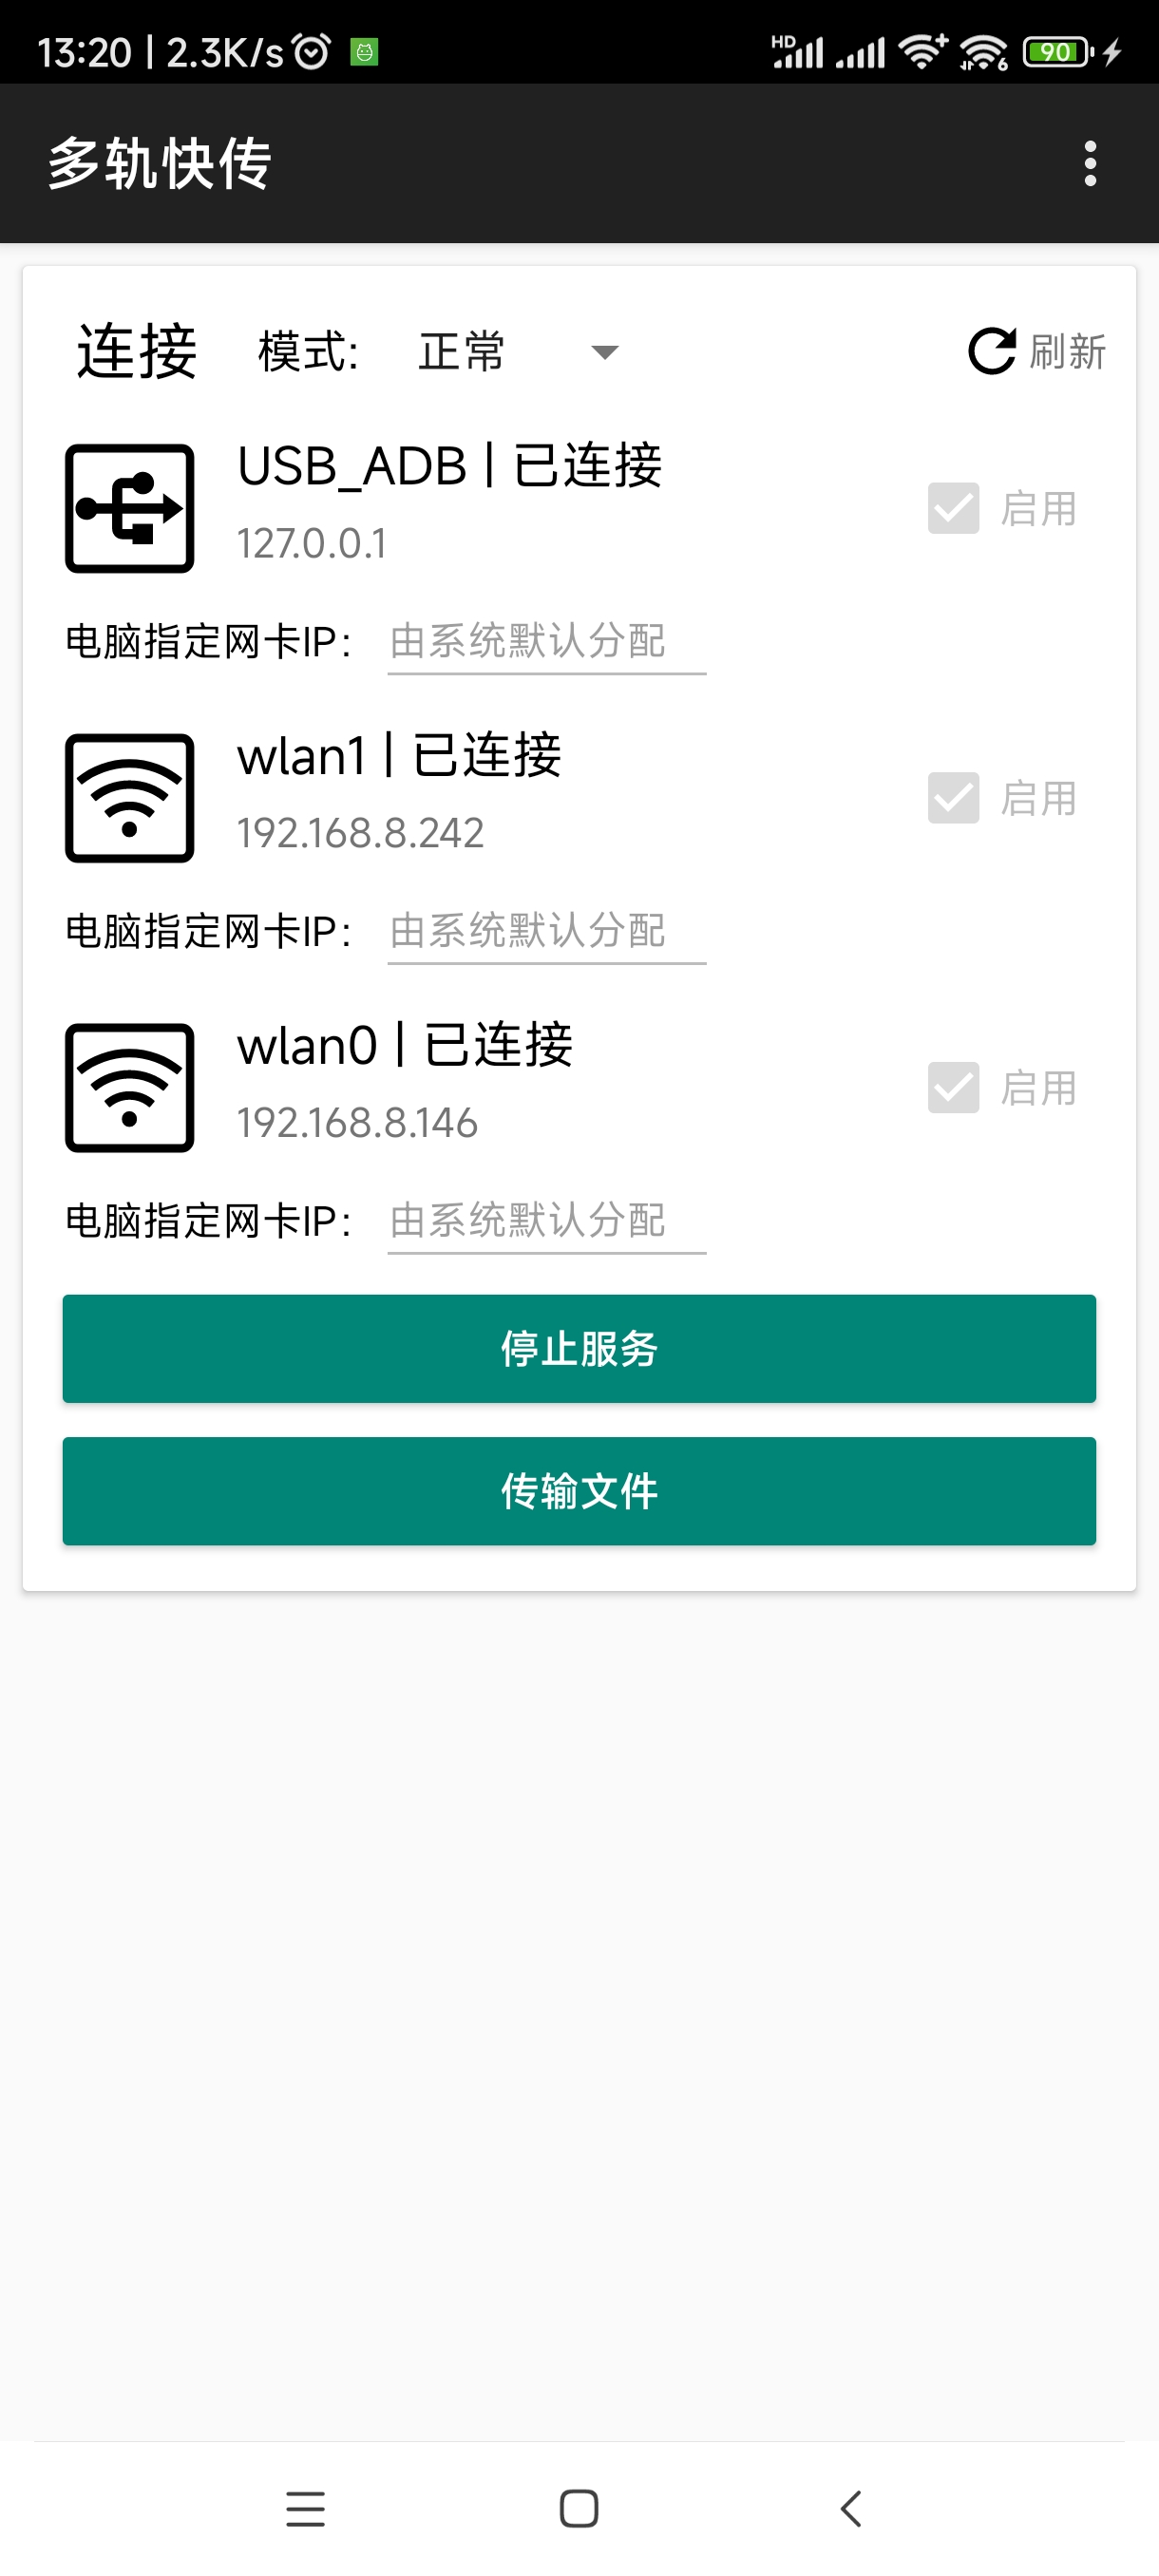 13:20 | 2.3K/s
HD
6
90
多轨快传
连接 模式: 正常 刷新
USB_ADB | 已连接
127.0.0.1
启用
电脑指定网卡IP： 由系统默认分配
wlan1 | 已连接
192.168.8.242
启用
电脑指定网卡IP： 由系统默认分配
wlan0 | 已连接
192.168.8.146
启用
电脑指定网卡IP： 由系统默认分配
停止服务
传输文件